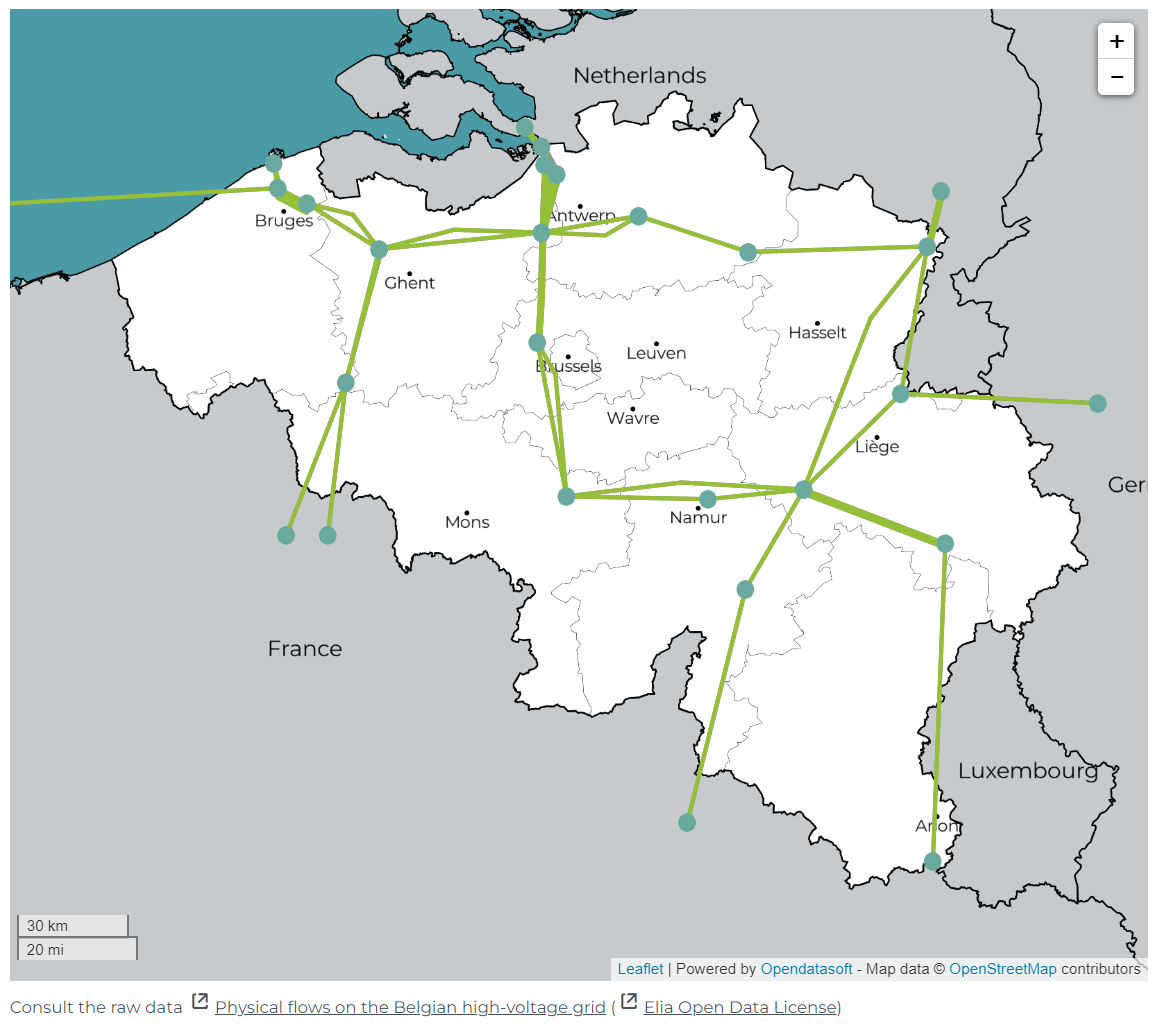 +
Netherlands
−
Antwerp
Bruges
Ghent
Hasselt
Leuven
Brussels
Wavre
Liège
Ger
Namur
Mons
France
Luxembourg
Arlon
30 km
20 mi
Leaflet | Powered by Opendatasoft - Map data © OpenStreetMap contributors
Consult the raw data Physical flows on the Belgian high-voltage grid ( Elia Open Data License)